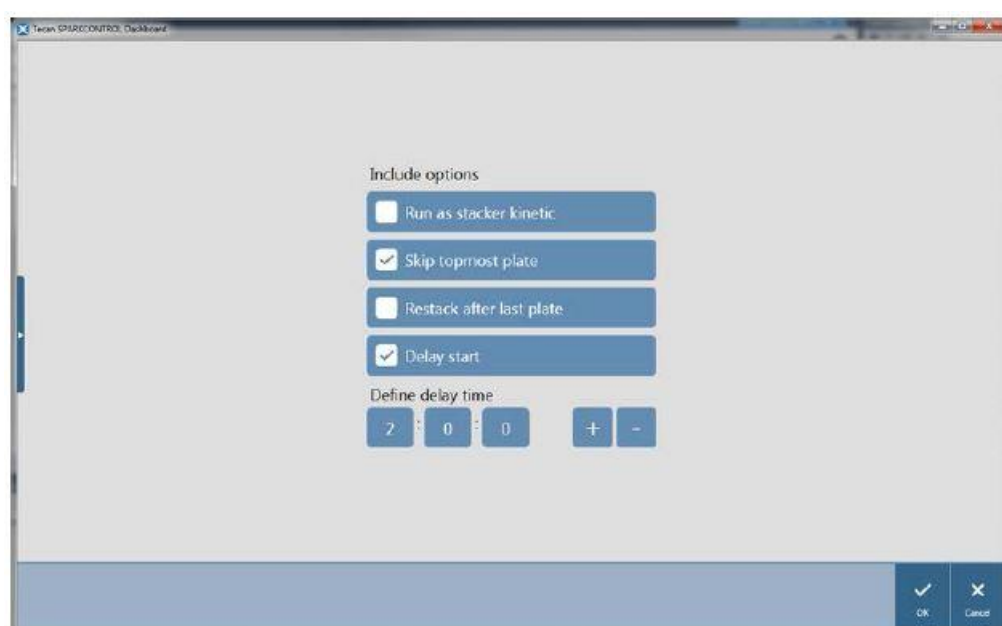 Tecan SPARKCONTROL Dashboard
Include options
Run as stacker kinetic
Skip topmost plate
Restack after last plate
Delay start
Define delay time
2 : 0 : 0 + -
OK Cancel